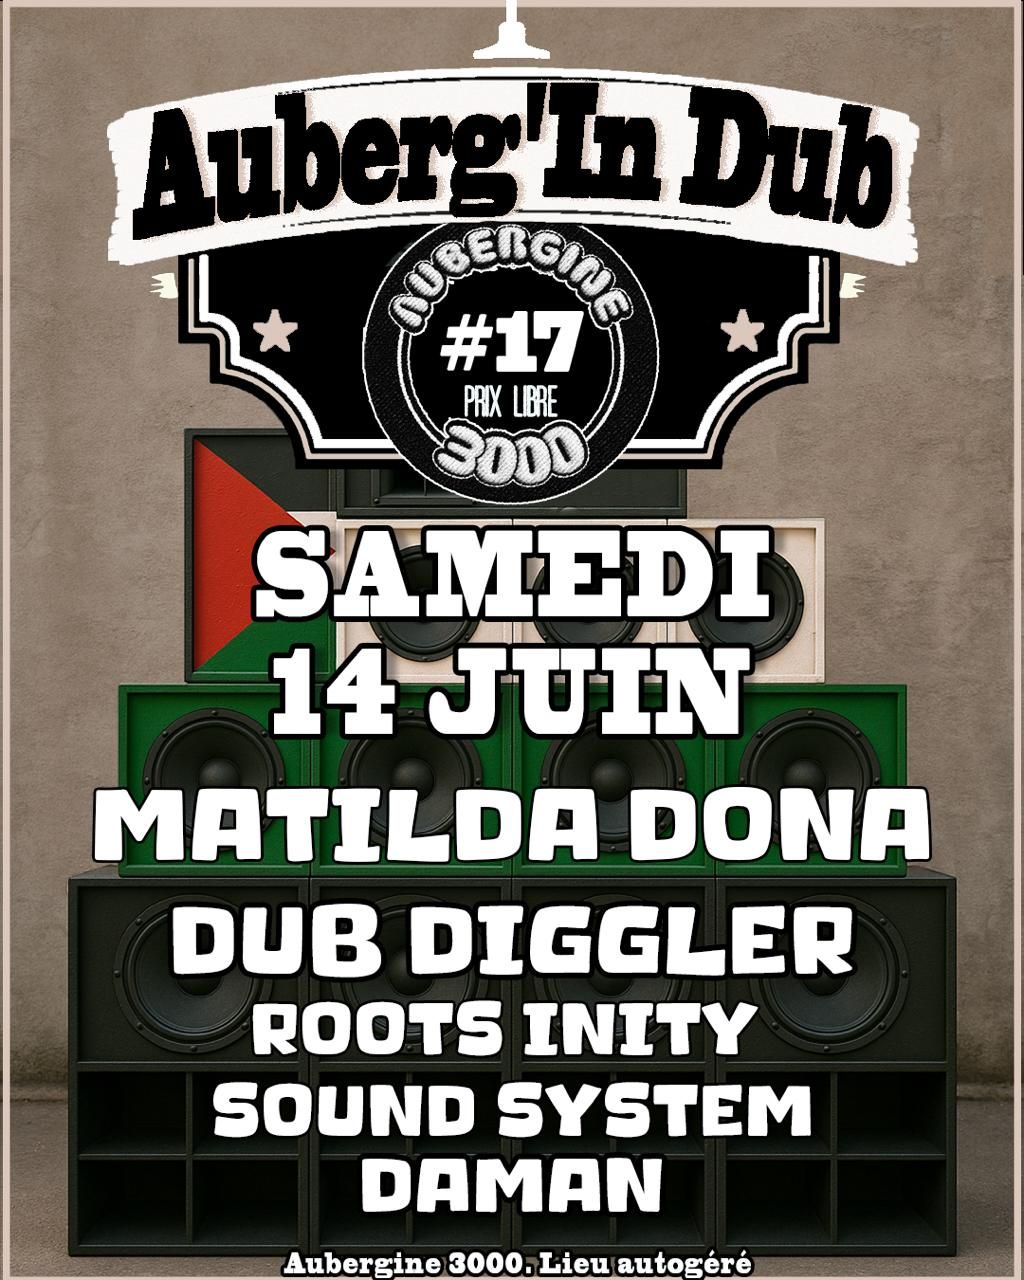 Auberg'In Dub
AUBERGINE
#17
PRIX LIBRE
3000
SAMEDI
14 JUIN
MATILDA DONA
DUB DIGGLER
ROOTS INITY
SOUND SYSTEM
DAMAN
Aubergine 3000. Lieu autogéré